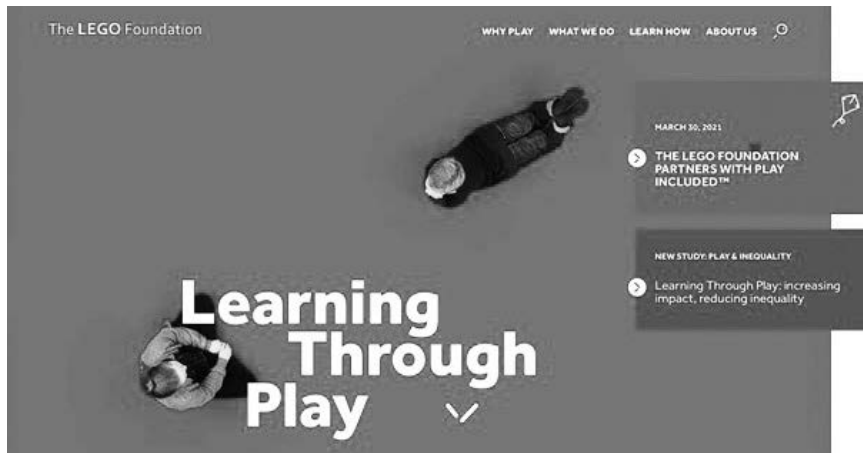 The LEGO Foundation
WHY PLAY WHAT WE DO LEARN HOW ABOUT US
MARCH 30, 2021
THE LEGO FOUNDATION
PARTNERS WITH PLAY
INCLUDED™
NEW STUDY: PLAY & INEQUALITY
Learning Through Play: increasing
impact, reducing inequality
Learning
Through
Play